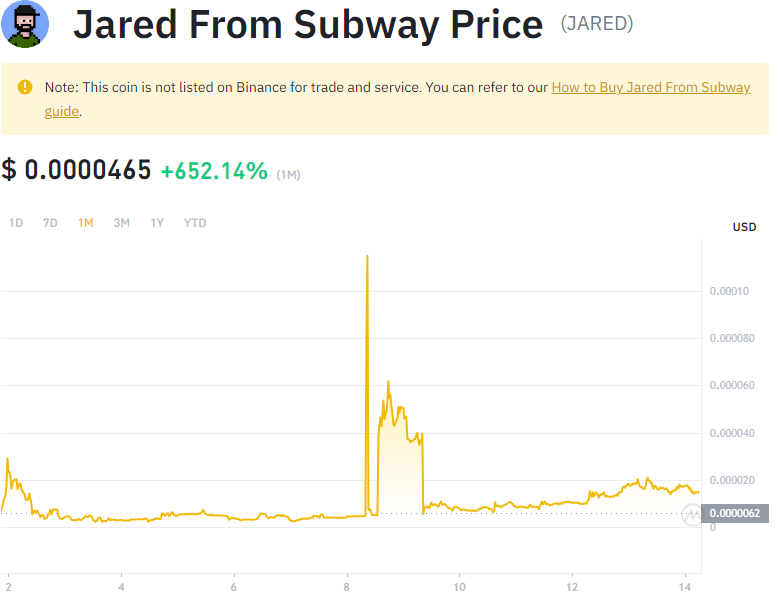 Jared From Subway Price (JARED)
Note: This coin is not listed on Binance for trade and service. You can refer to our How to Buy Jared From Subway
guide.
$ 0.0000465 +652.14% (1M)
1D 7D 1M 3M 1Y YTD
USD
0.00010
0.000080
0.000060
0.000040
0.000020
0.0000062
0
2 4 6 8 10 12 14